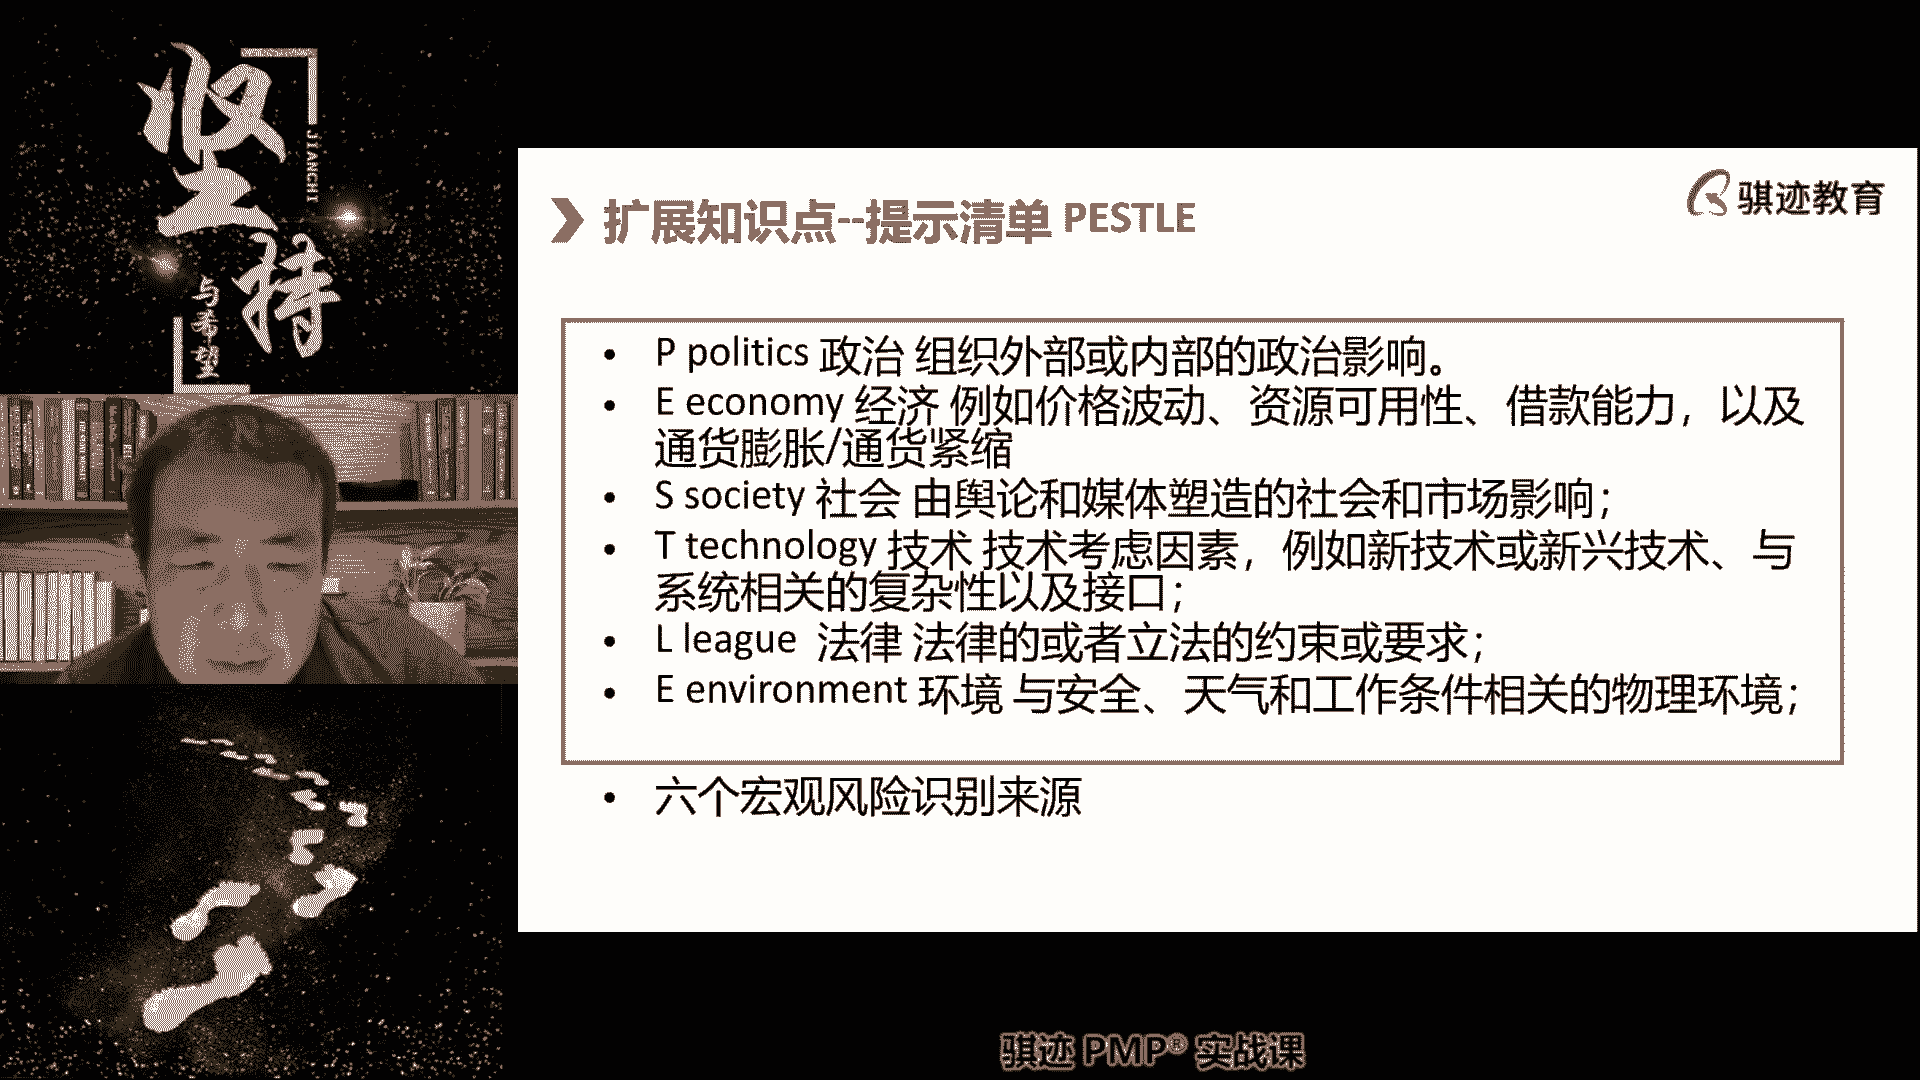 坚持
JIANCHI
与希望
骐迹教育
扩展知识点--提示清单 PESTLE
• P politics 政治 组织外部或内部的政治影响。
• E economy 经济 例如价格波动、资源可用性、借款能力，以及
通货膨胀/通货紧缩
• S society 社会 由舆论和媒体塑造的社会和市场影响；
• T technology 技术 技术考虑因素，例如新技术或新兴技术、与
系统相关的复杂性以及接口；
• L league 法律 法律的或者立法的约束或要求；
• E environment 环境 与安全、天气和工作条件相关的物理环境；
• 六个宏观风险识别来源
骐迹 PMP® 实战课